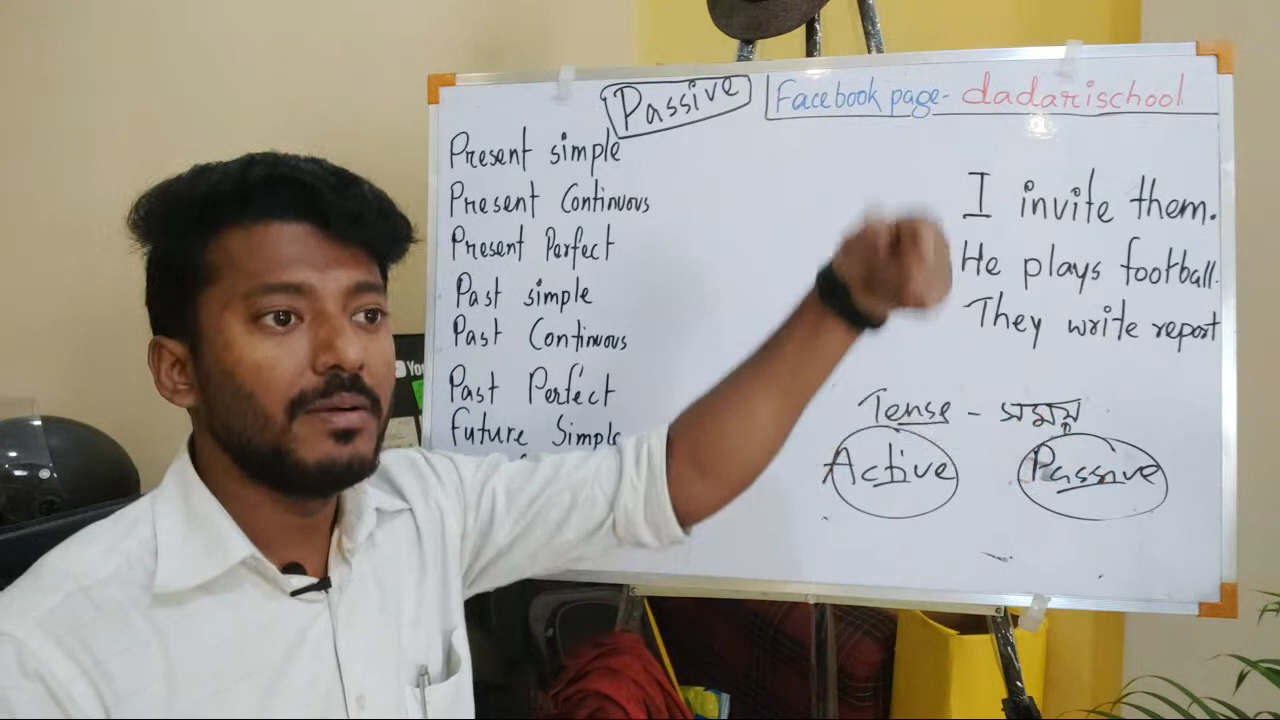 Passive
Facebook page- dadarischool
Present simple
Present Continuous
Present Perfect
Past simple
Past Continuous
Past Perfect
Future Simple
I invite them.
He plays football.
They write report
Tense - সময়
Active
Passive
You